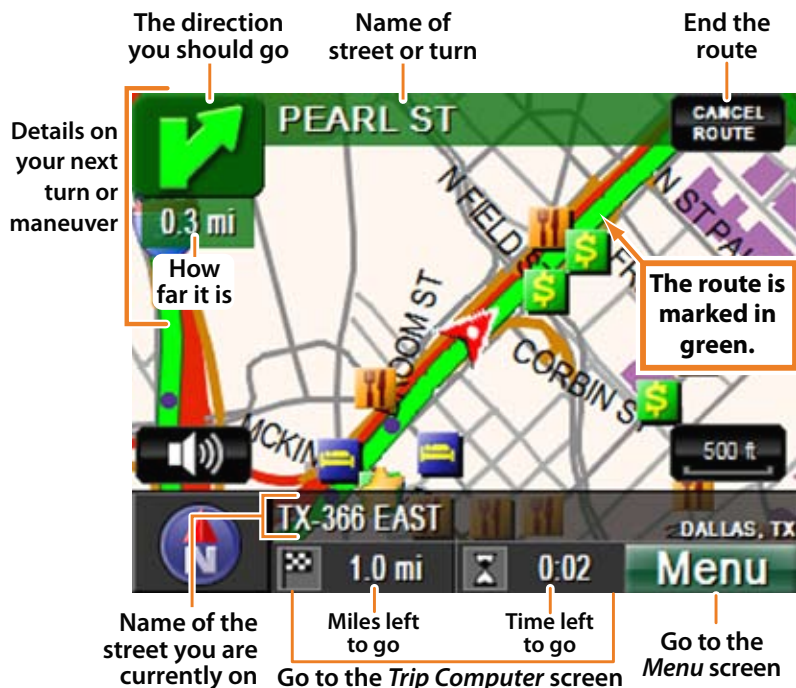 The direction
you should go
Name of
street or turn
End the
route
Details on
your next
turn or
maneuver
PEARL ST
CANCEL
ROUTE
0.3 mi
How
far it is
N FIELD
N ST PAU
The route is
marked in
green.
CORBIN ST
MCKIN
500 ft
TX-366 EAST
DALLAS, TX
N
1.0 mi
0:02
Menu
Name of the
street you are
currently on
Miles left
to go
Time left
to go
Go to the Trip Computer screen
Go to the
Menu screen